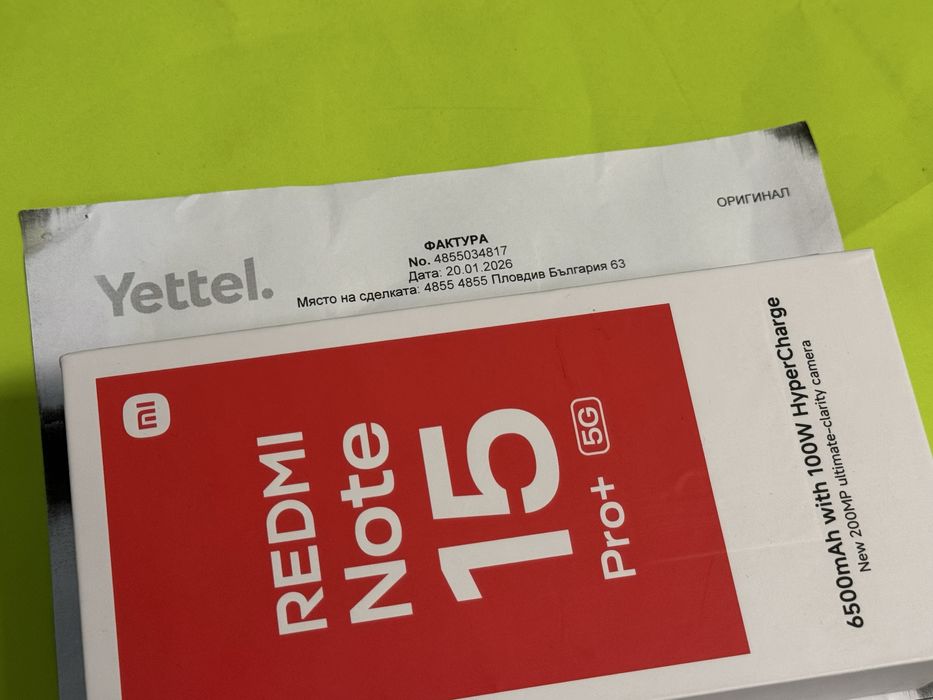 ОРИГИНАЛ
Yettel.
ФАКТУРА
No. 4855034817
Дата: 20.01.2026
Място на сделката: 4855 4855 Пловдив България 63
mi
REDMI
Note
15
Pro+ 5G
6500mAh with 100W HyperCharge
New 200MP ultimate-clarity camera